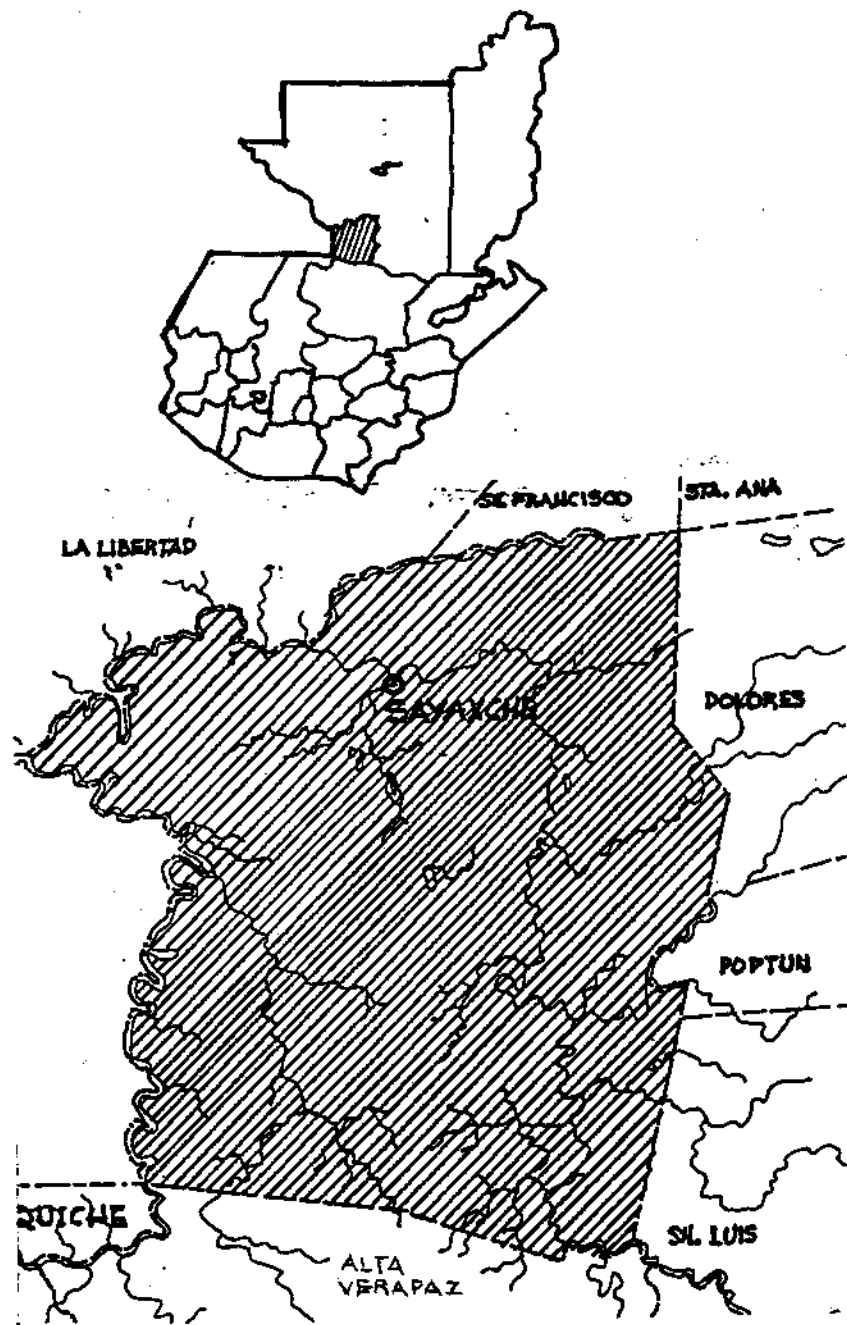 SN. FRANCISCO
STA. ANA
LA LIBERTAD
SAYAXCHE
DOLORES
POPTUN
QUICHE
SN. LUIS
ALTA
VERAPAZ